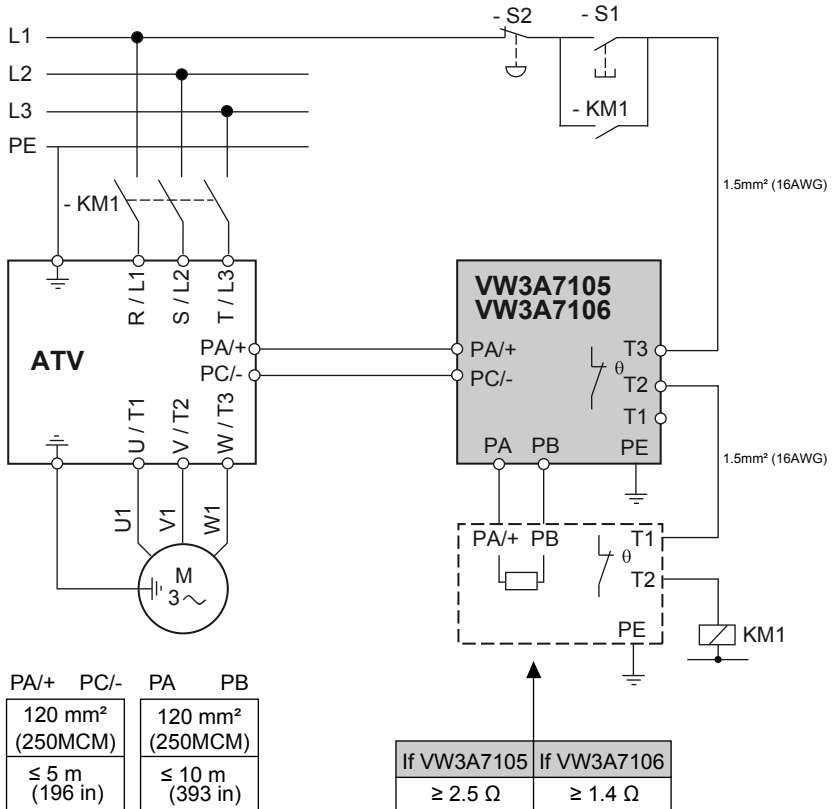 - S2
- S1
L1
L2
L3
PE
- KM1
- KM1
1.5mm² (16AWG)
R / L1
S / L2
T / L3
ATV
PA/+
PC/-
U / T1
V / T2
W / T3
VW3A7105
VW3A7106
PA/+
PC/-
T3
θ
T2
T1
PA
PB
PE
1.5mm² (16AWG)
U1
V1
W1
M
3∼
PA/+ PB
T1
θ
T2
PE
KM1
PA/+ PC/- PA PB
120 mm²
(250MCM)
≤ 5 m
(196 in)
120 mm²
(250MCM)
≤ 10 m
(393 in)
If VW3A7105 If VW3A7106
≥ 2.5 Ω ≥ 1.4 Ω